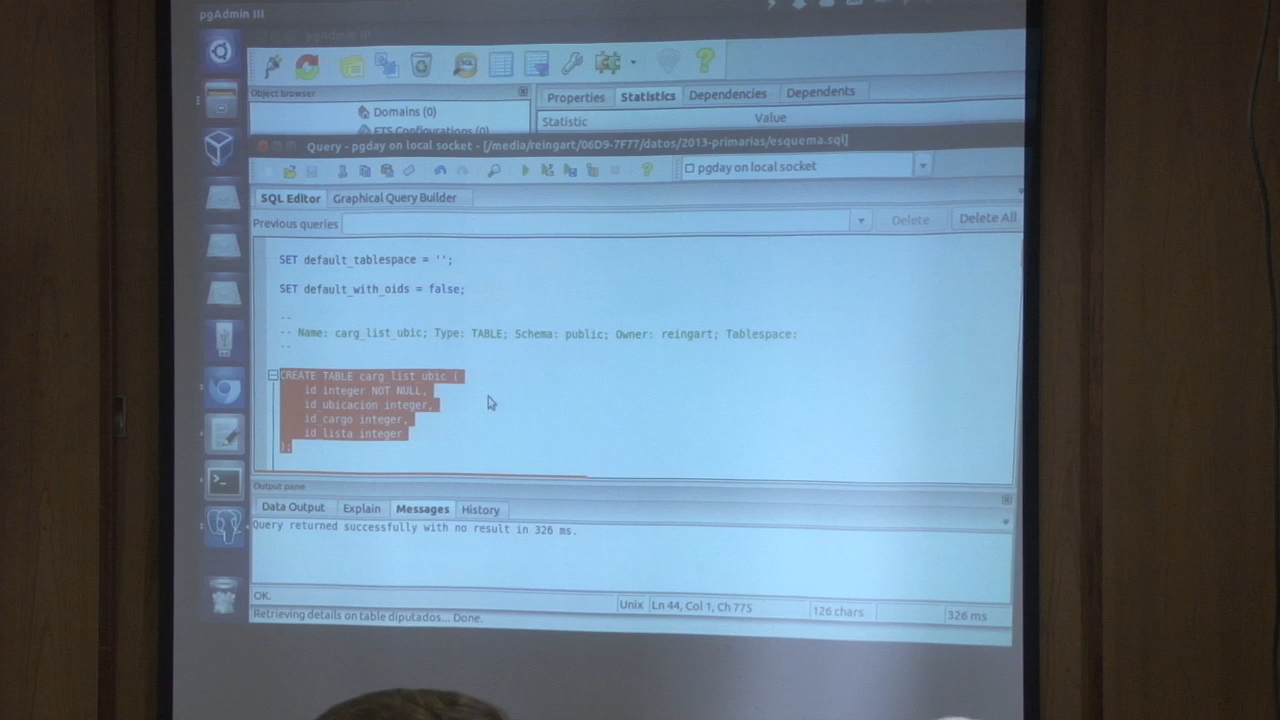 pgAdmin III
pgAdmin III
Object browser
Domains (0)
FTS Configurations (0)
Properties Statistics Dependencies Dependents
Statistic Value
Query - pgday on local socket - [/media/reingart/06D9-7F77/datos/2013-primarias/esquema.sql]
pgday on local socket
SQL Editor Graphical Query Builder
Previous queries Delete Delete All
SET default_tablespace = '';
SET default_with_oids = false;
--
-- Name: carg_list_ubic; Type: TABLE; Schema: public; Owner: reingart; Tablespace:
--
CREATE TABLE carg_list_ubic (
id integer NOT NULL,
id_ubicacion integer,
id_cargo integer,
id_lista integer
);
Output pane
Data Output Explain Messages History
Query returned successfully with no result in 326 ms.
OK. Unix Ln 44, Col 1, Ch 775 126 chars 326 ms
Retrieving details on table diputados... Done.